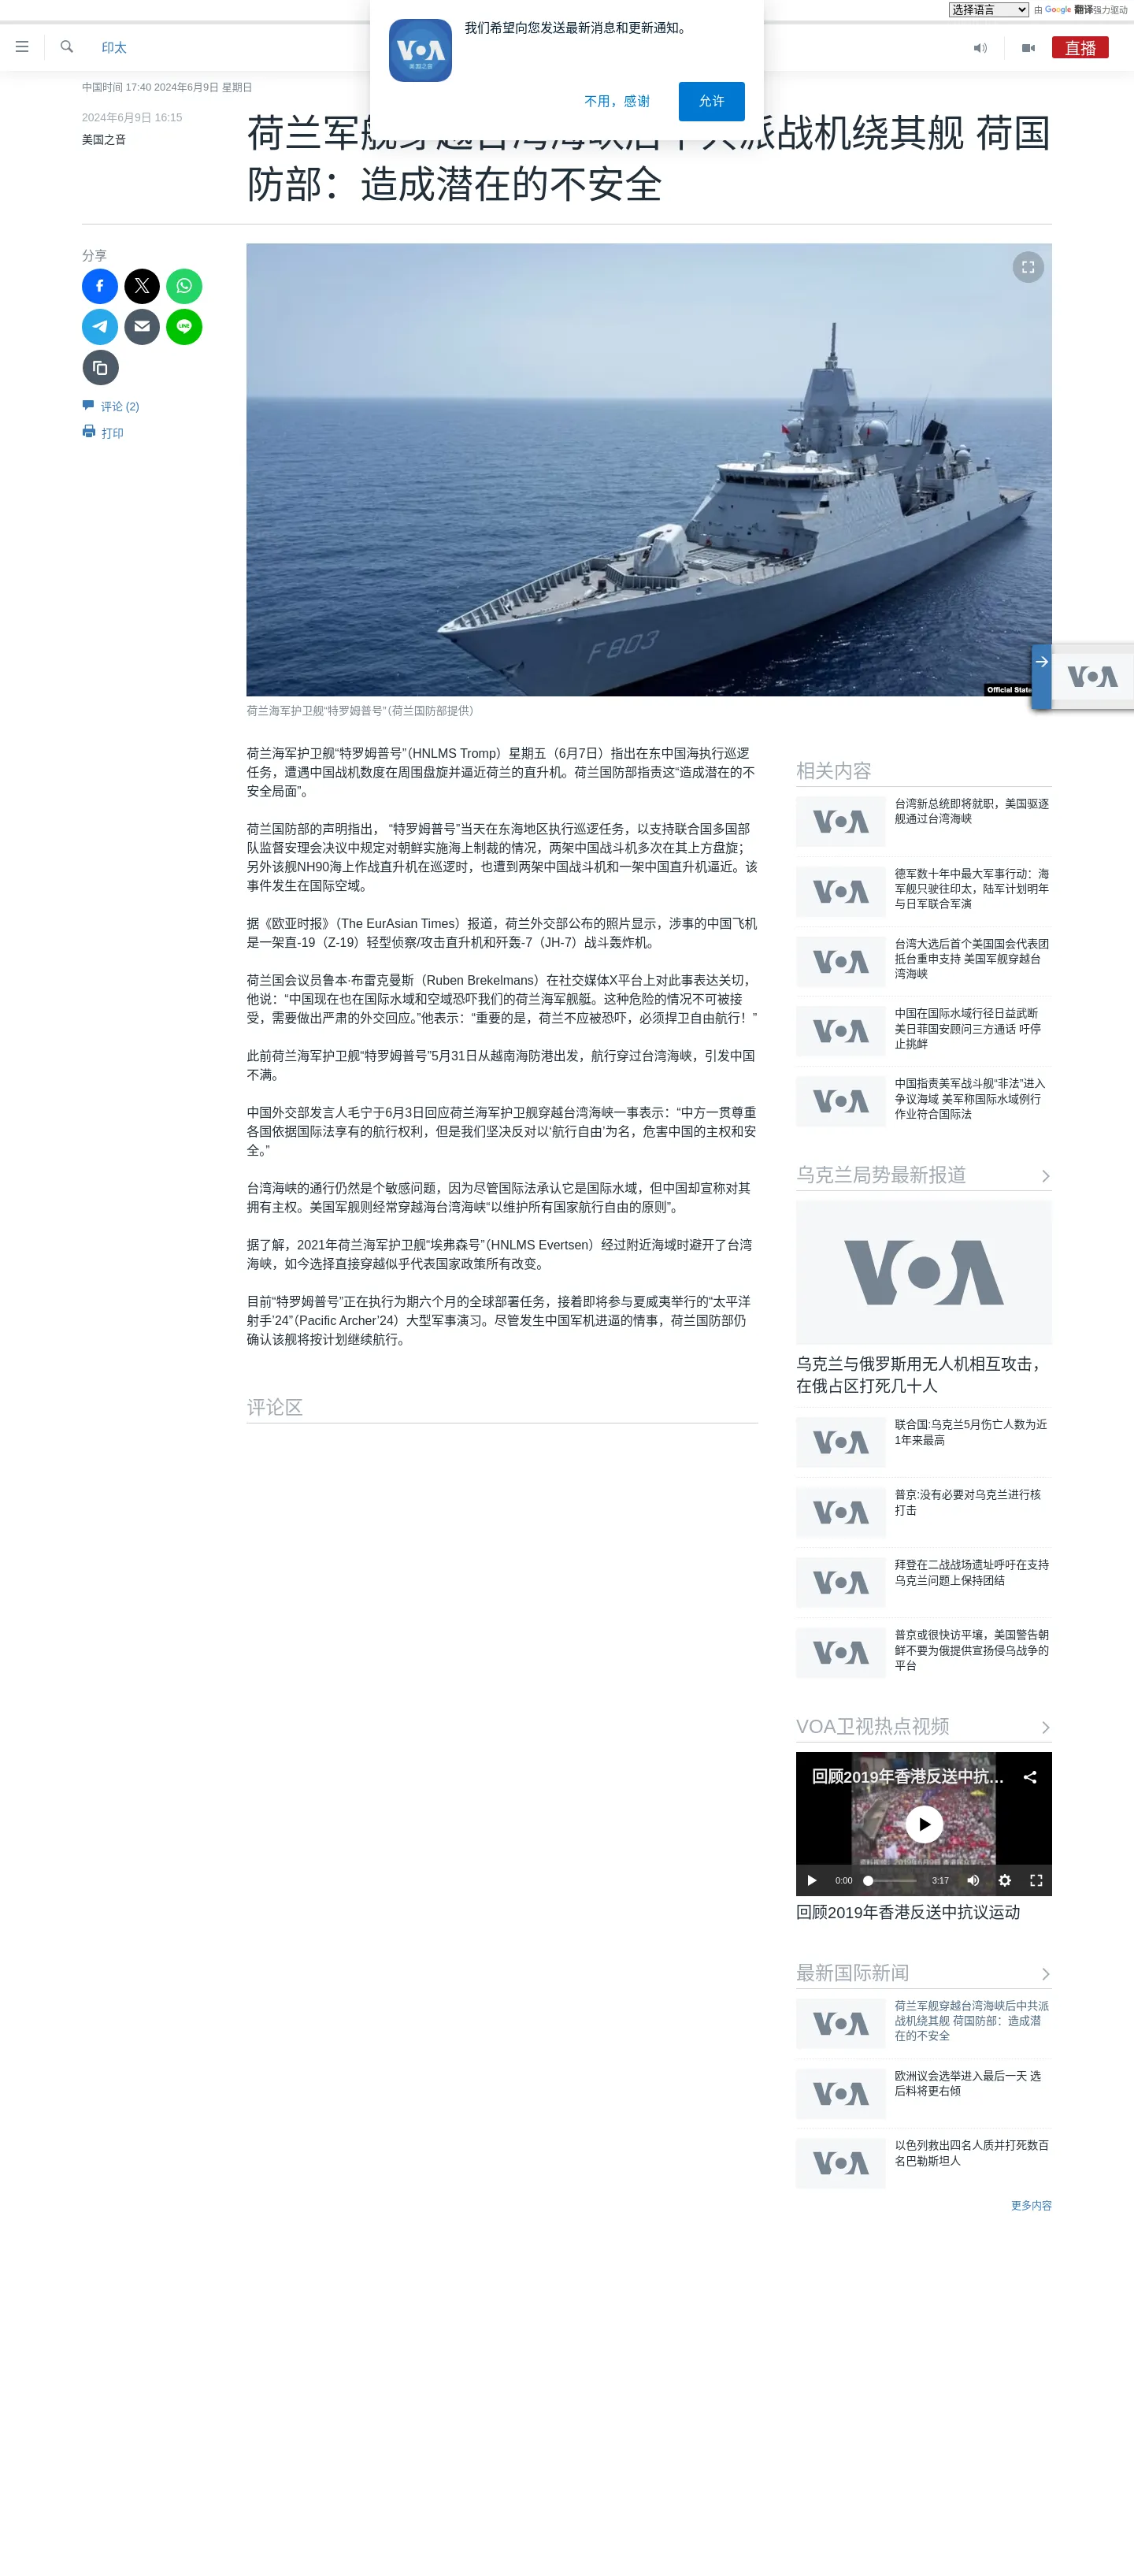 选择语言 由 Google 翻译强力驱动
我们希望向您发送最新消息和更新通知。
VOA
美国之音
不用，感谢
允许
印太
直播
中国时间 17:40 2024年6月9日 星期日
2024年6月9日 16:15
美国之音
荷兰军舰穿越台湾海峡后中共派战机绕其舰 荷国
防部：造成潜在的不安全
分享
评论 (2)
打印
F803
Official State
荷兰海军护卫舰“特罗姆普号”（荷兰国防部提供）
VOA
荷兰海军护卫舰“特罗姆普号”（HNLMS Tromp）星期五（6月7日）指出在东中国海执行巡逻
任务，遭遇中国战机数度在周围盘旋并逼近荷兰的直升机。荷兰国防部指责这“造成潜在的不
安全局面”。
荷兰国防部的声明指出， “特罗姆普号”当天在东海地区执行巡逻任务，以支持联合国多国部
队监督安理会决议中规定对朝鲜实施海上制裁的情况，两架中国战斗机多次在其上方盘旋；
另外该舰NH90海上作战直升机在巡逻时，也遭到两架中国战斗机和一架中国直升机逼近。该
事件发生在国际空域。
据《欧亚时报》（The EurAsian Times）报道，荷兰外交部公布的照片显示，涉事的中国飞机
是一架直-19（Z-19）轻型侦察/攻击直升机和歼轰-7（JH-7）战斗轰炸机。
荷兰国会议员鲁本·布雷克曼斯（Ruben Brekelmans）在社交媒体X平台上对此事表达关切，
他说：“中国现在也在国际水域和空域恐吓我们的荷兰海军舰艇。这种危险的情况不可被接
受，需要做出严肃的外交回应。”他表示：“重要的是，荷兰不应被恐吓，必须捍卫自由航行！”
此前荷兰海军护卫舰“特罗姆普号”5月31日从越南海防港出发，航行穿过台湾海峡，引发中国
不满。
中国外交部发言人毛宁于6月3日回应荷兰海军护卫舰穿越台湾海峡一事表示：“中方一贯尊重
各国依据国际法享有的航行权利，但是我们坚决反对以‘航行自由’为名，危害中国的主权和安
全。”
台湾海峡的通行仍然是个敏感问题，因为尽管国际法承认它是国际水域，但中国却宣称对其
拥有主权。美国军舰则经常穿越海台湾海峡“以维护所有国家航行自由的原则”。
据了解，2021年荷兰海军护卫舰“埃弗森号”（HNLMS Evertsen）经过附近海域时避开了台湾
海峡，如今选择直接穿越似乎代表国家政策所有改变。
目前“特罗姆普号”正在执行为期六个月的全球部署任务，接着即将参与夏威夷举行的“太平洋
射手’24”（Pacific Archer’24）大型军事演习。尽管发生中国军机进逼的情事，荷兰国防部仍
确认该舰将按计划继续航行。
评论区
相关内容
VOA
台湾新总统即将就职，美国驱逐
舰通过台湾海峡
VOA
德军数十年中最大军事行动：海
军舰只驶往印太，陆军计划明年
与日军联合军演
VOA
台湾大选后首个美国国会代表团
抵台重申支持 美国军舰穿越台
湾海峡
VOA
中国在国际水域行径日益武断
美日菲国安顾问三方通话 吁停
止挑衅
VOA
中国指责美军战斗舰“非法”进入
争议海域 美军称国际水域例行
作业符合国际法
乌克兰局势最新报道
VOA
乌克兰与俄罗斯用无人机相互攻击，
在俄占区打死几十人
VOA
联合国:乌克兰5月伤亡人数为近
1年来最高
VOA
普京:没有必要对乌克兰进行核
打击
VOA
拜登在二战战场遗址呼吁在支持
乌克兰问题上保持团结
VOA
普京或很快访平壤，美国警告朝
鲜不要为俄提供宣扬侵乌战争的
平台
VOA卫视热点视频
回顾2019年香港反送中抗…
0:00
3:17
回顾2019年香港反送中抗议运动
最新国际新闻
VOA
荷兰军舰穿越台湾海峡后中共派
战机绕其舰 荷国防部：造成潜
在的不安全
VOA
欧洲议会选举进入最后一天 选
后料将更右倾
VOA
以色列救出四名人质并打死数百
名巴勒斯坦人
更多内容